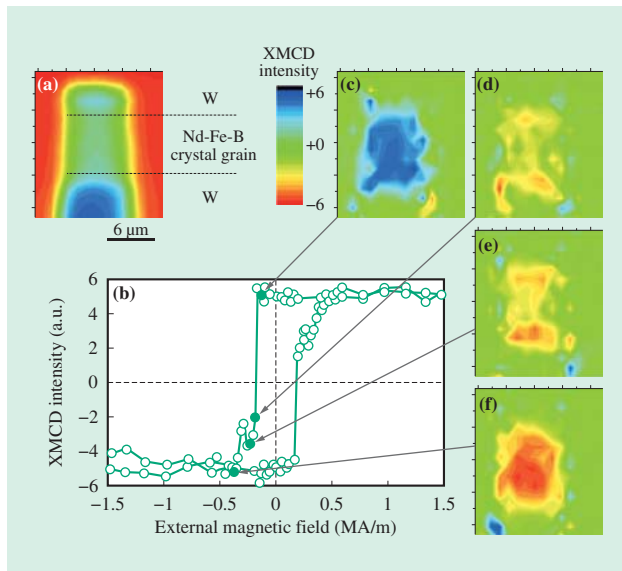 (a)
W
Nd-Fe-B
crystal grain
W
6 µm
XMCD
intensity
+6
+0
−6
(c)
(d)
(e)
(f)
(b)
XMCD intensity (a.u.)
6
4
2
0
−2
−4
−6
−1.5
−1
−0.5
0
0.5
1
1.5
External magnetic field (MA/m)